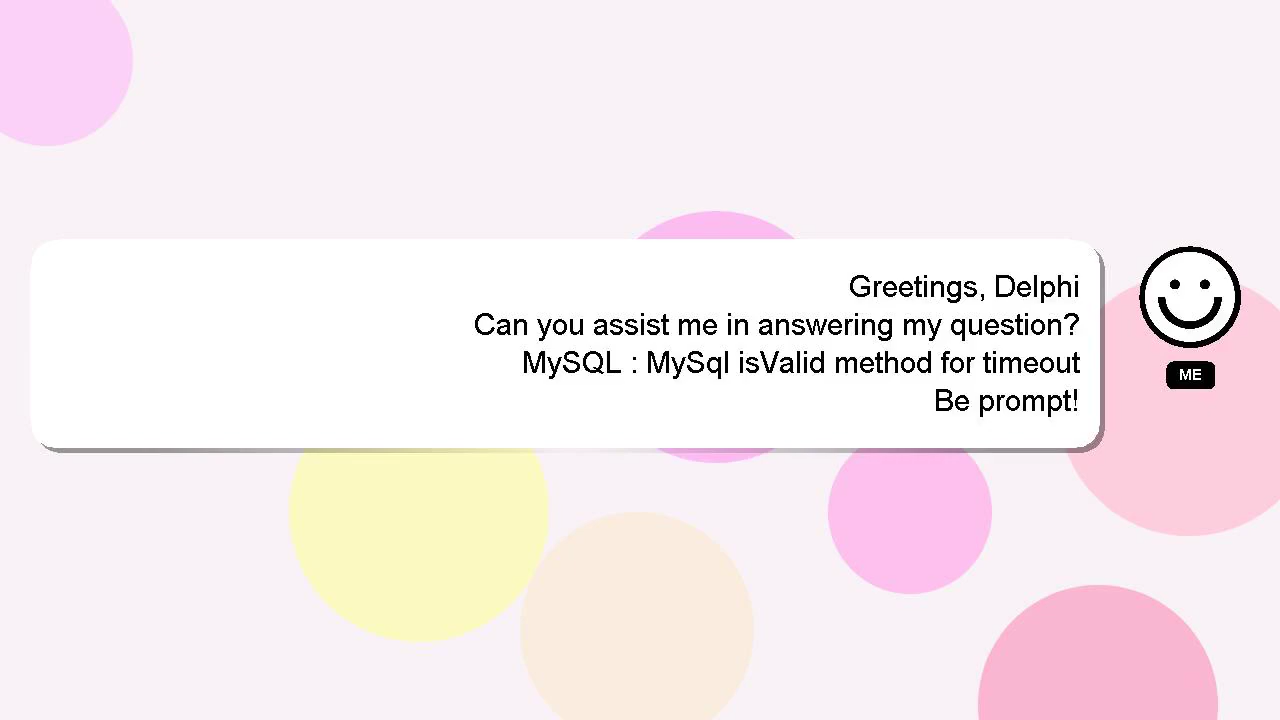 Greetings, Delphi
Can you assist me in answering my question?
MySQL : MySql isValid method for timeout
Be prompt!
ME